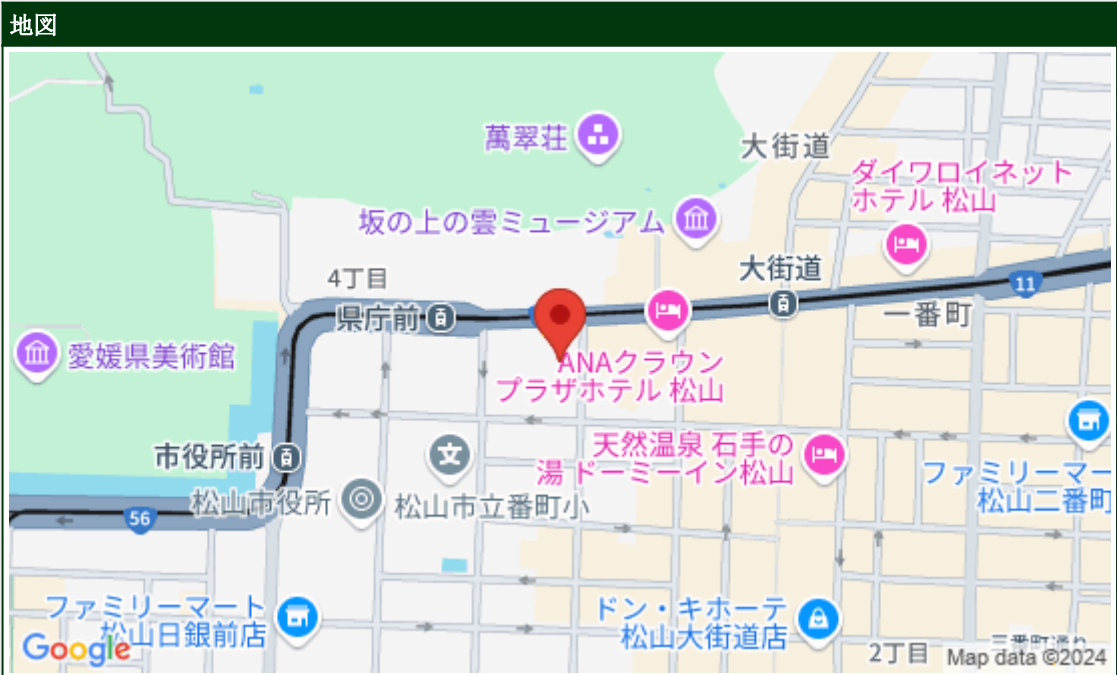 地図
萬翠荘
大街道
ダイワロイネット
ホテル 松山
坂の上の雲ミュージアム
大街道
4丁目
11
県庁前
一番町
愛媛県美術館
ANAクラウン
プラザホテル 松山
天然温泉 石手の
湯 ドーミーイン松山
市役所前
ファミリーマー
松山二番町
松山市役所
松山市立番町小
56
ファミリーマート
松山日銀前店
ドン・キホーテ
松山大街道店
三番町通り
2丁目
Google
Map data ©2024